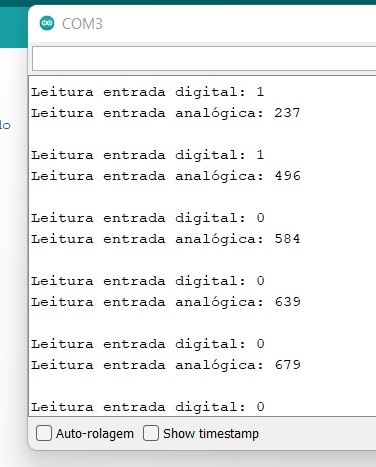 COM3
Leitura entrada digital: 1
Leitura entrada analógica: 237
Leitura entrada digital: 1
Leitura entrada analógica: 496
Leitura entrada digital: 0
Leitura entrada analógica: 584
Leitura entrada digital: 0
Leitura entrada analógica: 639
Leitura entrada digital: 0
Leitura entrada analógica: 679
Leitura entrada digital: 0
Auto-rolagem Show timestamp